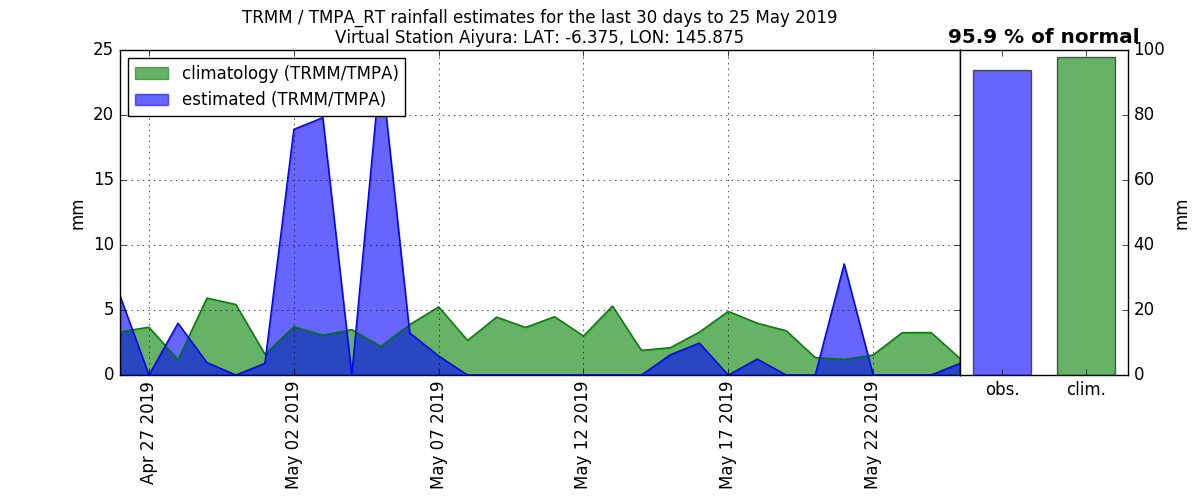 TRMM / TMPA_RT rainfall estimates for the last 30 days to 25 May 2019
Virtual Station Aiyura: LAT: -6.375, LON: 145.875
95.9 % of normal
climatology (TRMM/TMPA)
estimated (TRMM/TMPA)
25
20
15
10
5
0
mm
Apr 27 2019
May 02 2019
May 07 2019
May 12 2019
May 17 2019
May 22 2019
obs.
clim.
100
80
60
40
20
0
mm